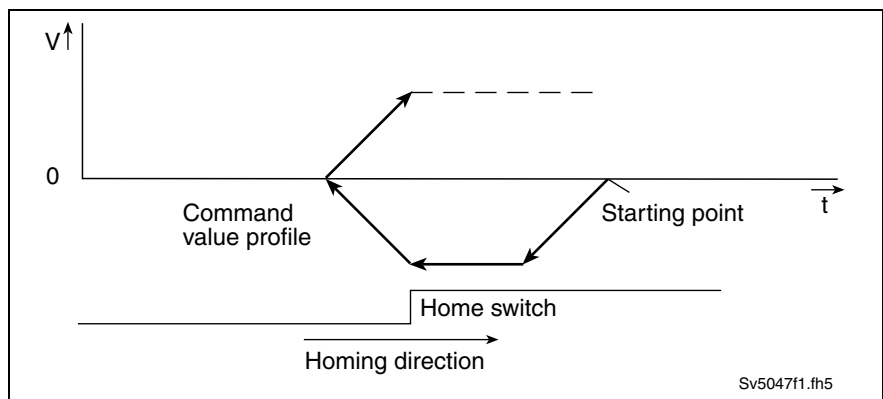 V
0
Command
value profile
Starting point
t
Home switch
Homing direction
Sv5047f1.fh5